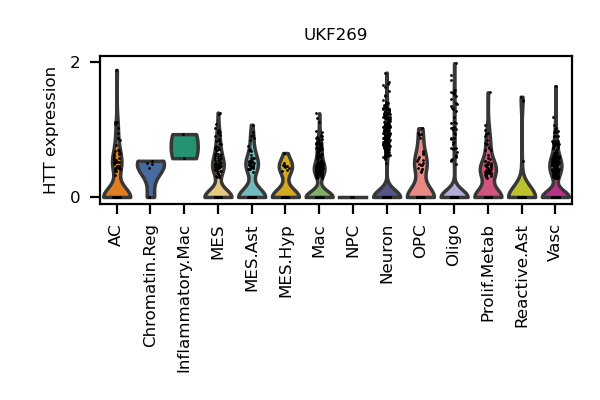 UKF269
HTT expression
2
0
AC
Chromatin.Reg
Inflammatory.Mac
MES
MES.Ast
MES.Hyp
Mac
NPC
Neuron
OPC
Oligo
Prolif.Metab
Reactive.Ast
Vasc